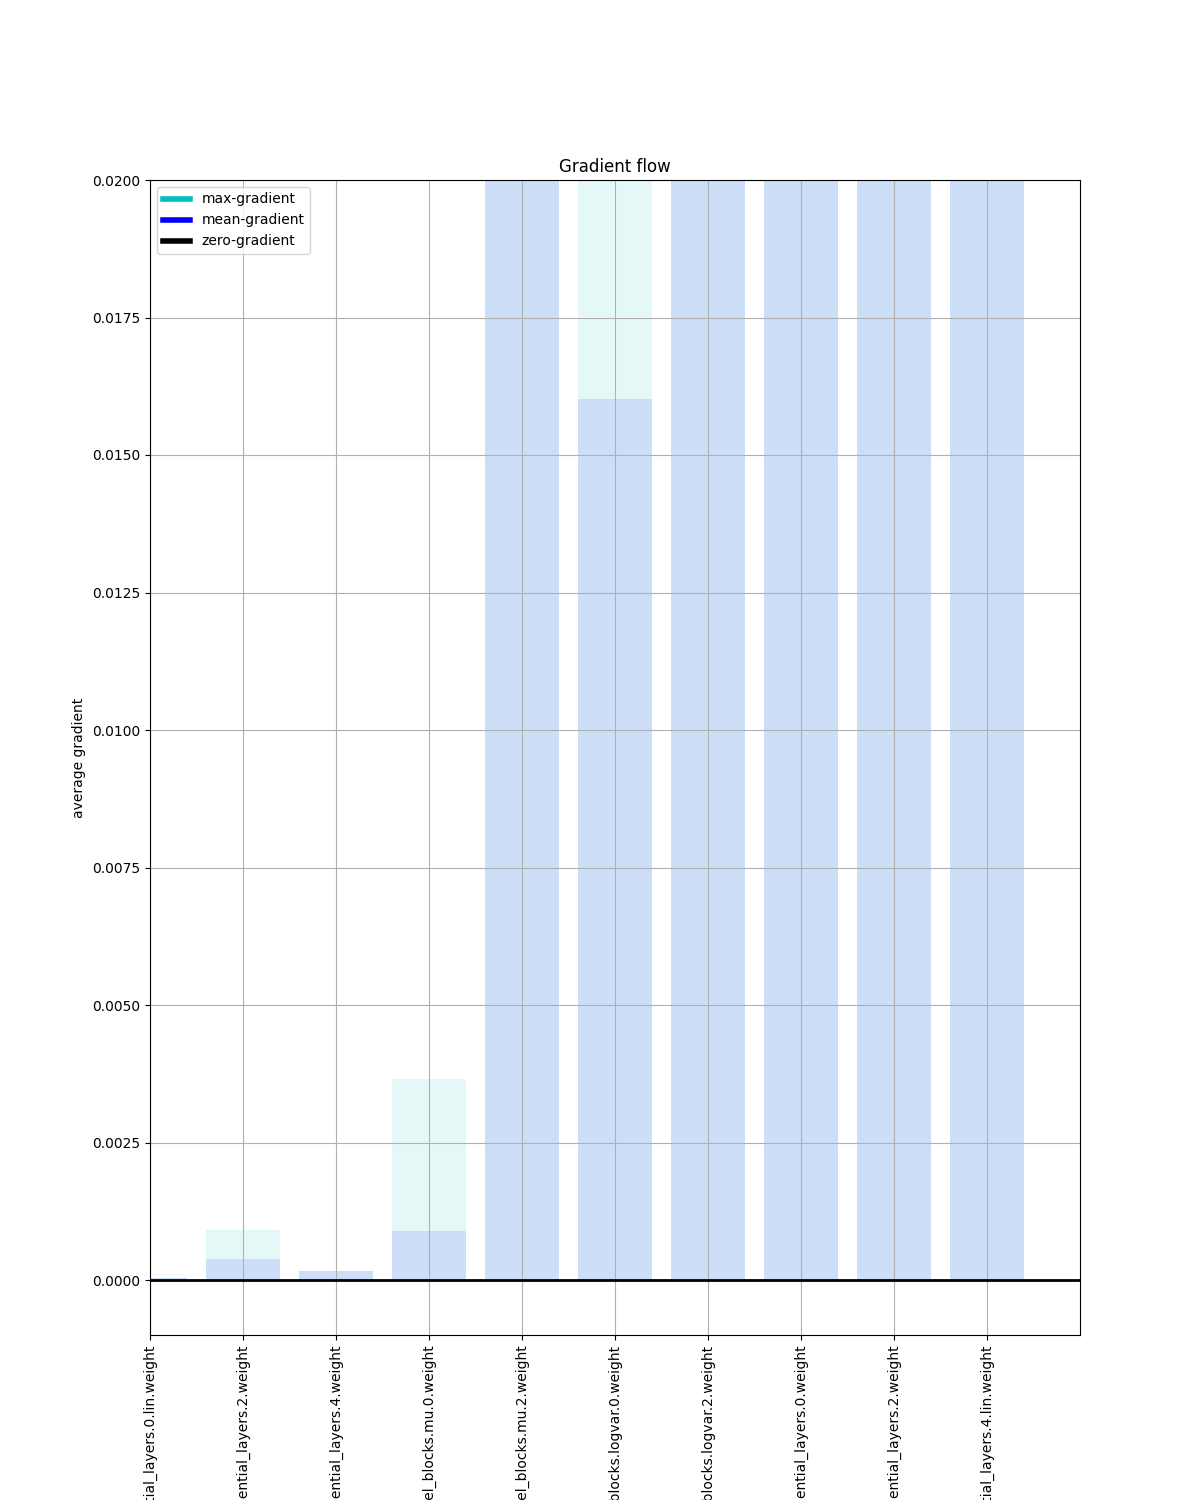 Gradient flow
max-gradient
mean-gradient
zero-gradient
0.0200
0.0175
0.0150
0.0125
0.0100
0.0075
0.0050
0.0025
0.0000
average gradient
tial_layers.0.lin.weight
ential_layers.2.weight
ential_layers.4.weight
el_blocks.mu.0.weight
el_blocks.mu.2.weight
blocks.logvar.0.weight
blocks.logvar.2.weight
ential_layers.0.weight
ential_layers.2.weight
tial_layers.4.lin.weight